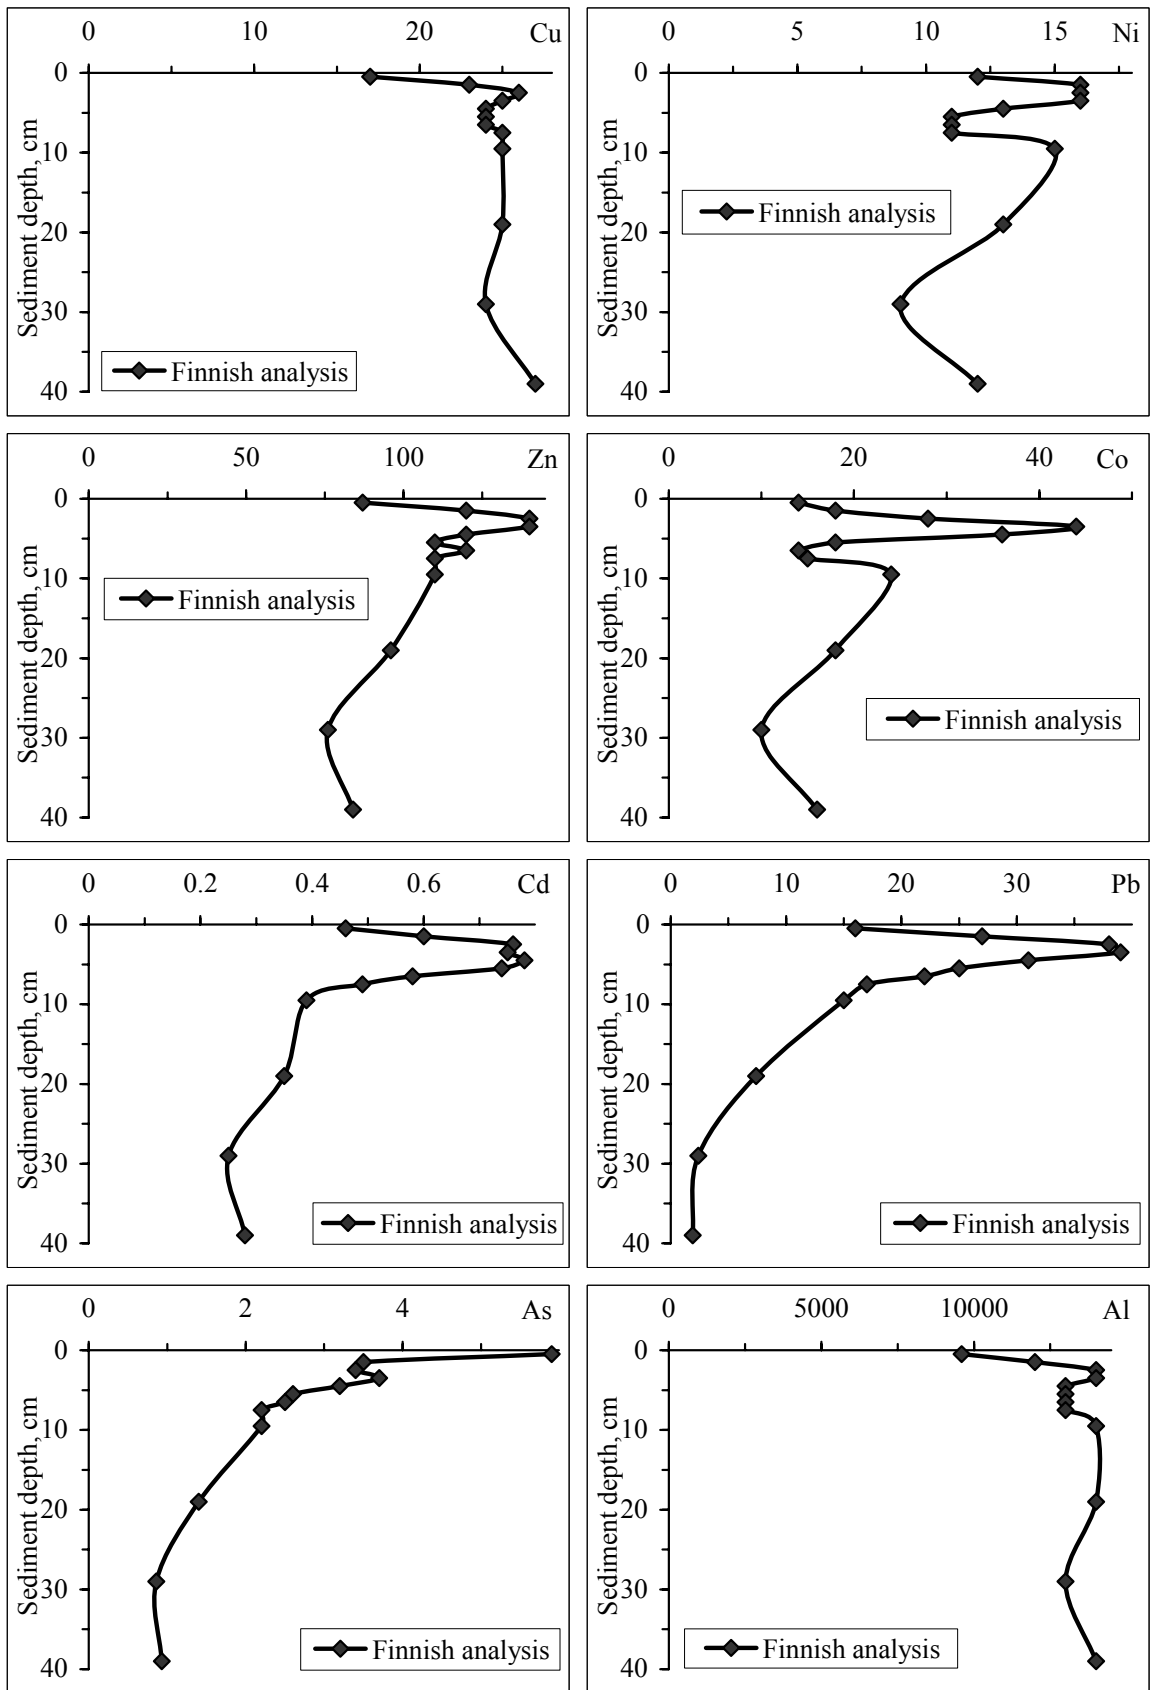 0 10 20 Cu
0
10
20
30
40
Sediment depth, cm
Finnish analysis
0 5 10 15 Ni
0
10
20
30
40
Sediment depth, cm
Finnish analysis
0 50 100 Zn
0
10
20
30
40
Sediment depth, cm
Finnish analysis
0 20 40 Co
0
10
20
30
40
Sediment depth, cm
Finnish analysis
0 0.2 0.4 0.6 Cd
0
10
20
30
40
Sediment depth, cm
Finnish analysis
0 10 20 30 Pb
0
10
20
30
40
Sediment depth, cm
Finnish analysis
0 2 4 As
0
10
20
30
40
Sediment depth, cm
Finnish analysis
0 5000 10000 Al
0
10
20
30
40
Sediment depth, cm
Finnish analysis